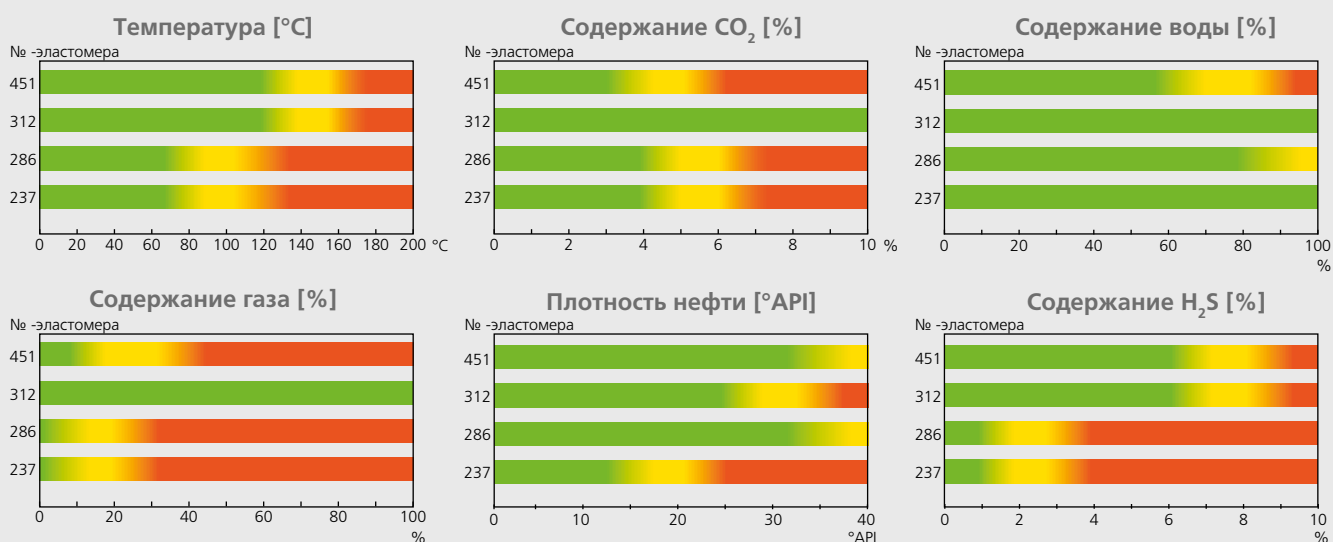 Температура [°C]
№ -эластомера
451
312
286
237
0 20 40 60 80 100 120 140 160 180 200 °C
Содержание CO₂ [%]
№ -эластомера
451
312
286
237
0 2 4 6 8 10 %
Содержание воды [%]
№ -эластомера
451
312
286
237
0 20 40 60 80 100
%
Содержание газа [%]
№ -эластомера
451
312
286
237
0 20 40 60 80 100
%
Плотность нефти [°API]
№ -эластомера
451
312
286
237
0 10 20 30 40
°API
Содержание H₂S [%]
№ -эластомера
451
312
286
237
0 2 4 6 8 10
%